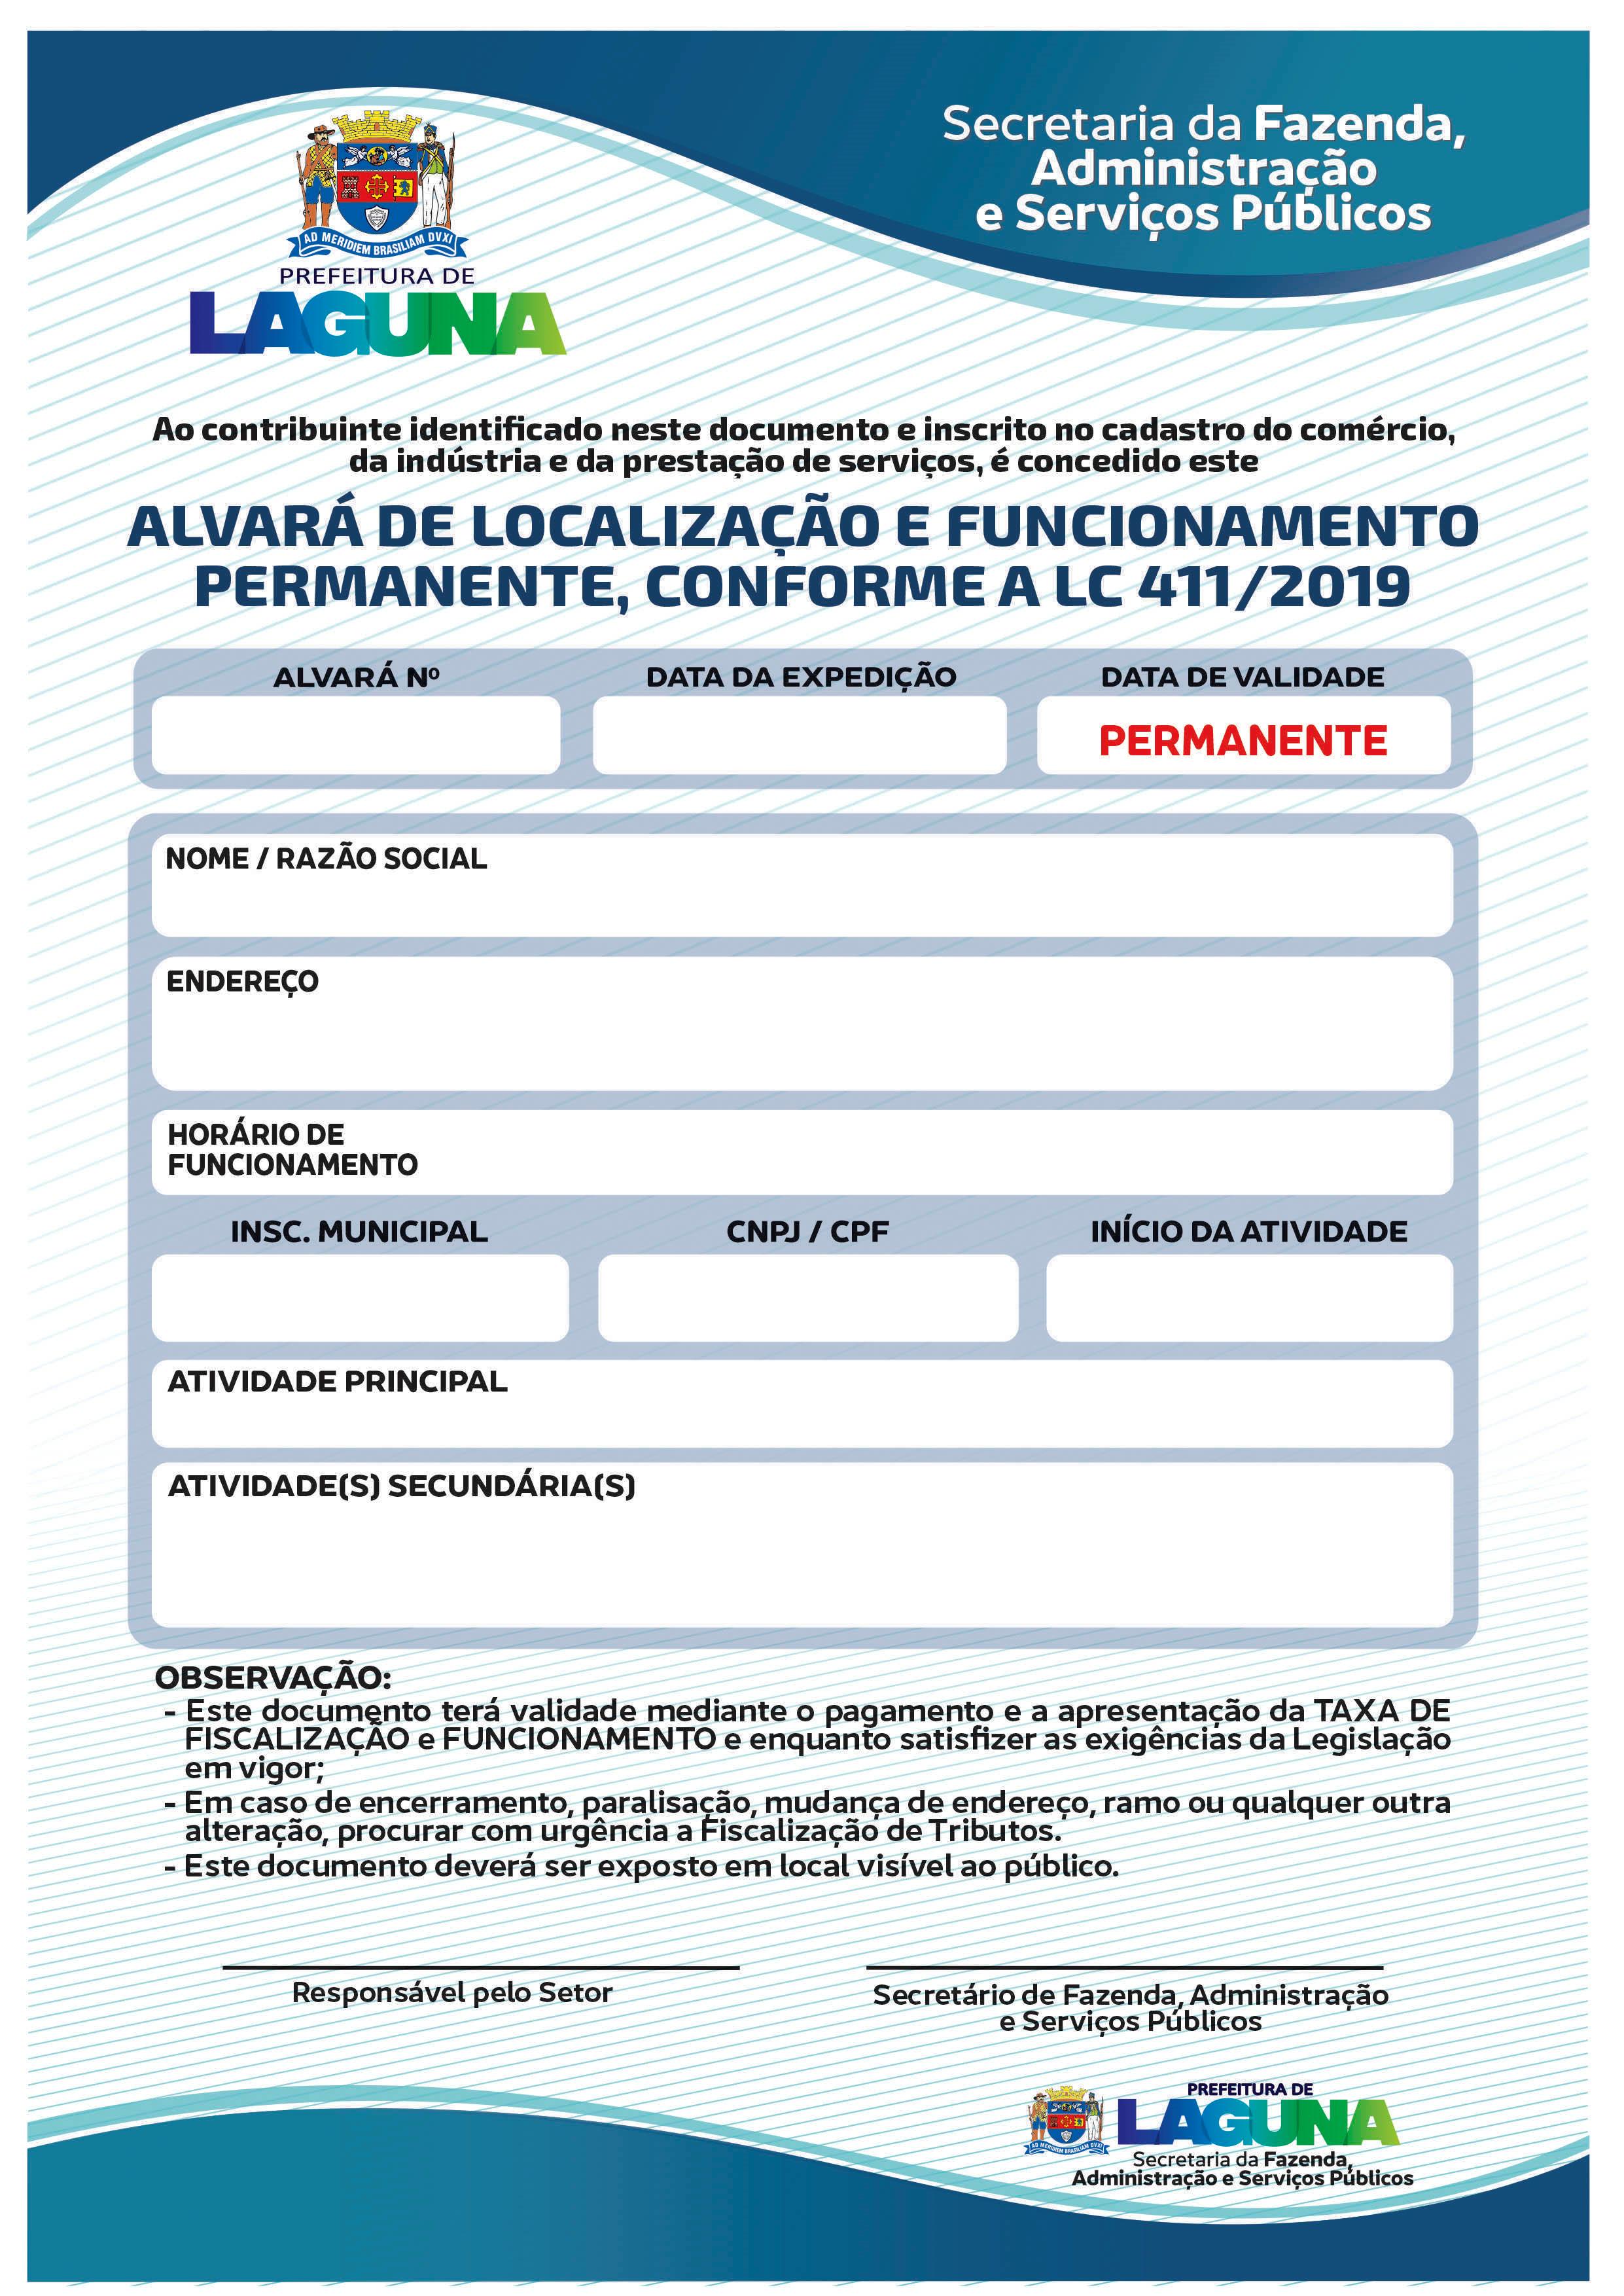 AD MERIDIEM BRASILIAM DVXI
PREFEITURA DE
LAGUNA
Secretaria da Fazenda,
Administração
e Serviços Públicos
Ao contribuinte identificado neste documento e inscrito no cadastro do comércio,
da indústria e da prestação de serviços, é concedido este
ALVARÁ DE LOCALIZAÇÃO E FUNCIONAMENTO
PERMANENTE, CONFORME A LC 411/2019
ALVARÁ Nº
DATA DA EXPEDIÇÃO
DATA DE VALIDADE
PERMANENTE
NOME / RAZÃO SOCIAL
ENDEREÇO
HORÁRIO DE
FUNCIONAMENTO
INSC. MUNICIPAL
CNPJ / CPF
INÍCIO DA ATIVIDADE
ATIVIDADE PRINCIPAL
ATIVIDADE(S) SECUNDÁRIA(S)
OBSERVAÇÃO:
- Este documento terá validade mediante o pagamento e a apresentação da TAXA DE
FISCALIZAÇÃO e FUNCIONAMENTO e enquanto satisfizer as exigências da Legislação
em vigor;
- Em caso de encerramento, paralisação, mudança de endereço, ramo ou qualquer outra
alteração, procurar com urgência a Fiscalização de Tributos.
- Este documento deverá ser exposto em local visível ao público.
Responsável pelo Setor
Secretário de Fazenda, Administração
e Serviços Públicos
AD MERIDIEM BRASILIAM DVXI
PREFEITURA DE
LAGUNA
Secretaria da Fazenda,
Administração e Serviços Públicos